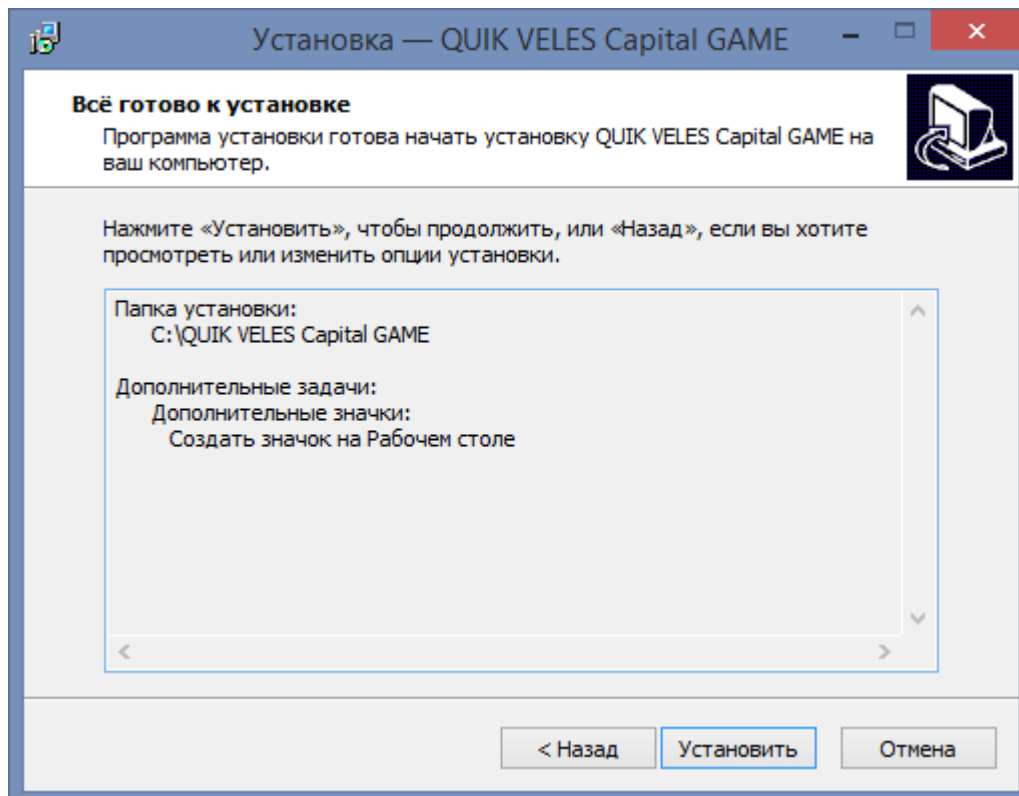 Установка — QUIK VELES Capital GAME
Всё готово к установке
Программа установки готова начать установку QUIK VELES Capital GAME на
ваш компьютер.
Нажмите «Установить», чтобы продолжить, или «Назад», если вы хотите
просмотреть или изменить опции установки.
Папка установки:
C:\QUIK VELES Capital GAME
Дополнительные задачи:
Дополнительные значки:
Создать значок на Рабочем столе
< Назад
Установить
Отмена